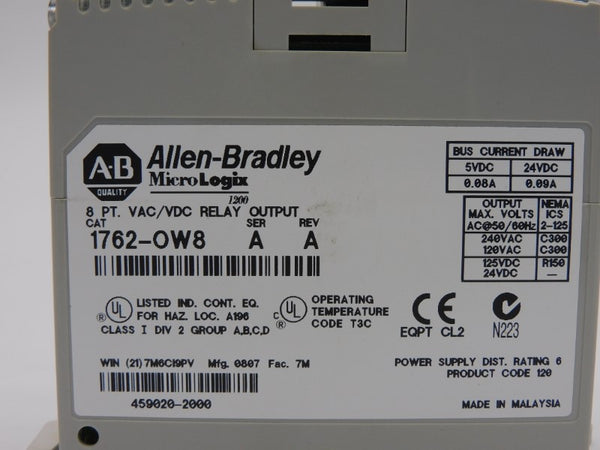 A-B
QUALITY
Allen-Bradley
MicroLogix
1200
8 PT. VAC/VDC RELAY OUTPUT
CAT SER REV
1762-OW8 A A
BUS CURRENT DRAW
5VDC 24VDC
0.08A 0.09A
OUTPUT MAX. VOLTS AC@50/60Hz NEMA ICS 2-125
240VAC C300
120VAC C300
125VDC R150
24VDC —
UL ®
LISTED IND. CONT. EQ.
FOR HAZ. LOC. A196
CLASS I DIV 2 GROUP A,B,C,D
c UL ®
OPERATING
TEMPERATURE
CODE T3C
CE
EQPT CL2
N223
WIN (21) 7M6CI9PV Mfg. 0807 Fac. 7M
459020-2000
POWER SUPPLY DIST. RATING 6
PRODUCT CODE 120
MADE IN MALAYSIA